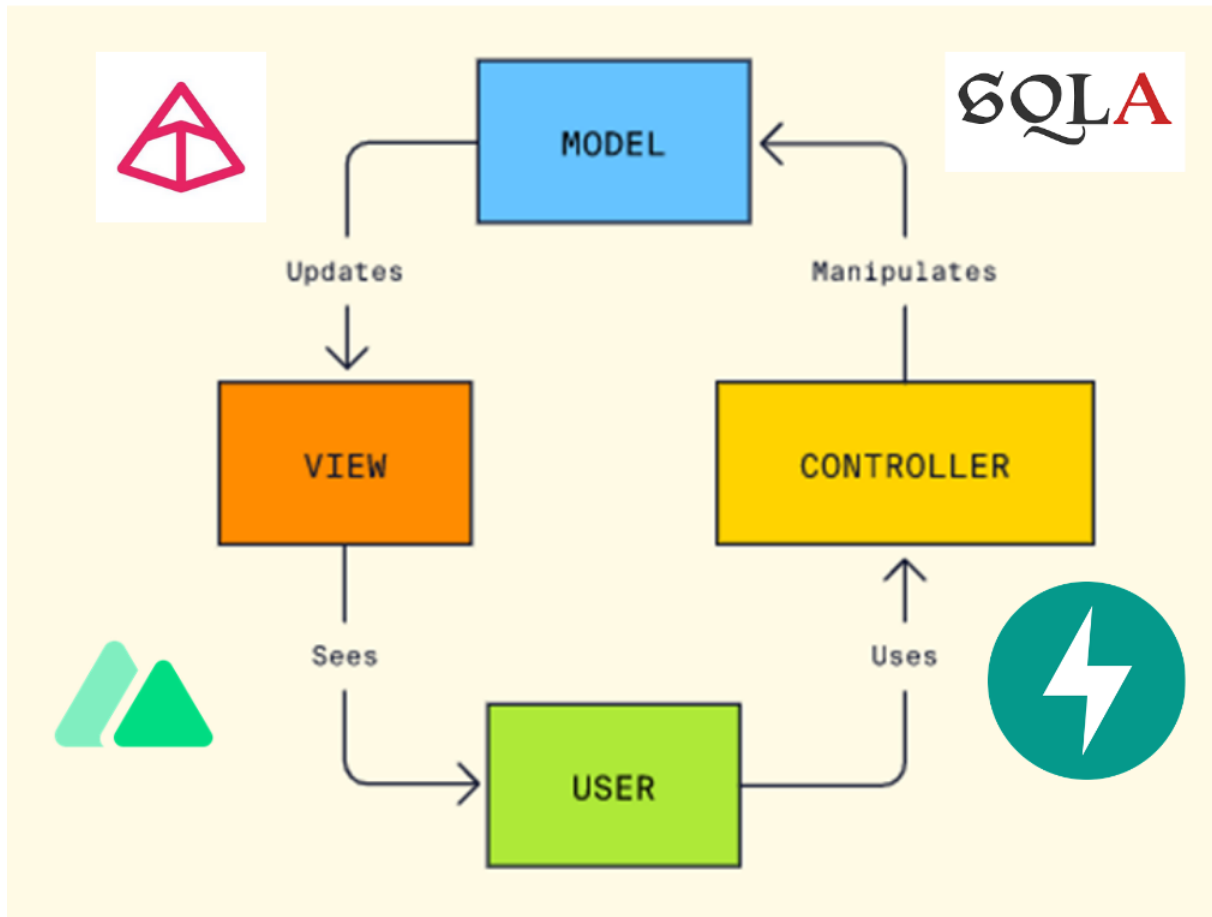 MODEL
SQLA
Updates
Manipulates
VIEW
CONTROLLER
Sees
Uses
USER